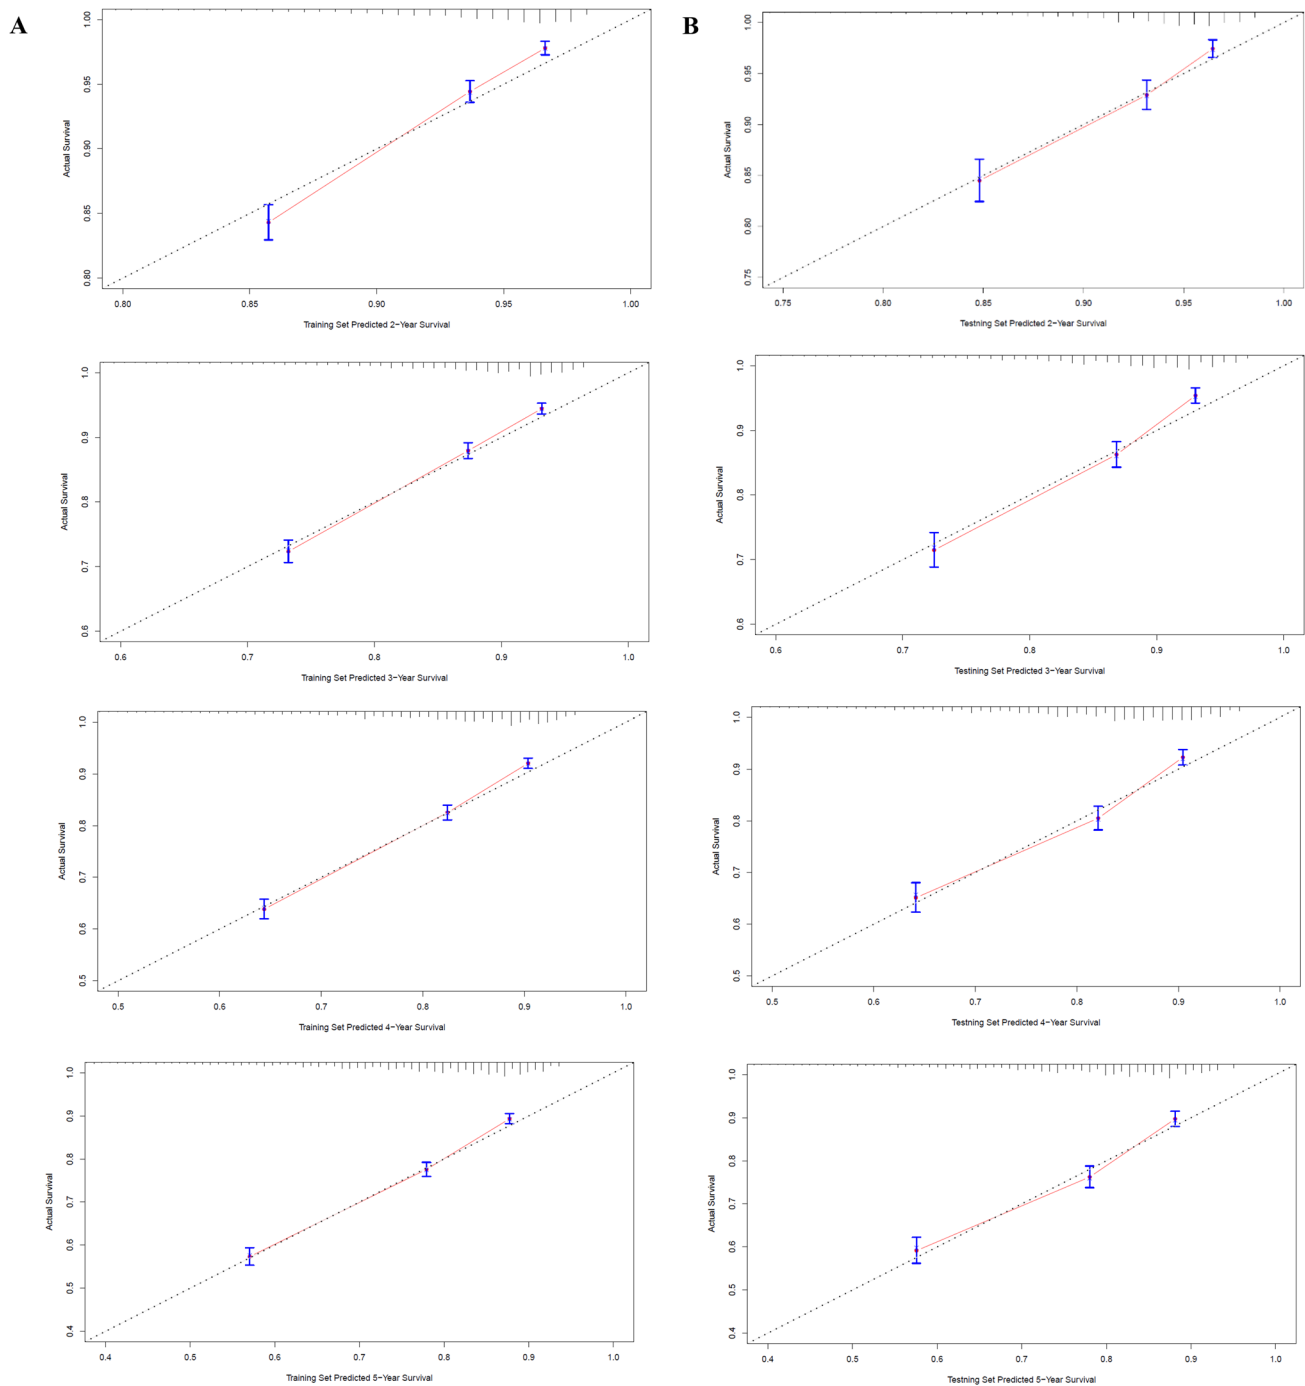 A
B
1.00
0.95
0.90
0.85
0.80
Actual Survival
0.80 0.85 0.90 0.95 1.00
Training Set Predicted 2-Year Survival
1.00
0.95
0.90
0.85
0.80
0.75
Actual Survival
0.75 0.80 0.85 0.90 0.95 1.00
Testning Set Predicted 2-Year Survival
1.0
0.9
0.8
0.7
0.6
Actual Survival
0.6 0.7 0.8 0.9 1.0
Training Set Predicted 3-Year Survival
1.0
0.9
0.8
0.7
0.6
Actual Survival
0.6 0.7 0.8 0.9 1.0
Testining Set Predicted 3-Year Survival
1.0
0.9
0.8
0.7
0.6
0.5
Actual Survival
0.5 0.6 0.7 0.8 0.9 1.0
Training Set Predicted 4-Year Survival
1.0
0.9
0.8
0.7
0.6
0.5
Actual Survival
0.5 0.6 0.7 0.8 0.9 1.0
Testning Set Predicted 4-Year Survival
1.0
0.9
0.8
0.7
0.6
0.5
0.4
Actual Survival
0.4 0.5 0.6 0.7 0.8 0.9 1.0
Training Set Predicted 5-Year Survival
1.0
0.9
0.8
0.7
0.6
0.5
0.4
Actual Survival
0.4 0.5 0.6 0.7 0.8 0.9 1.0
Testning Set Predicted 5-Year Survival